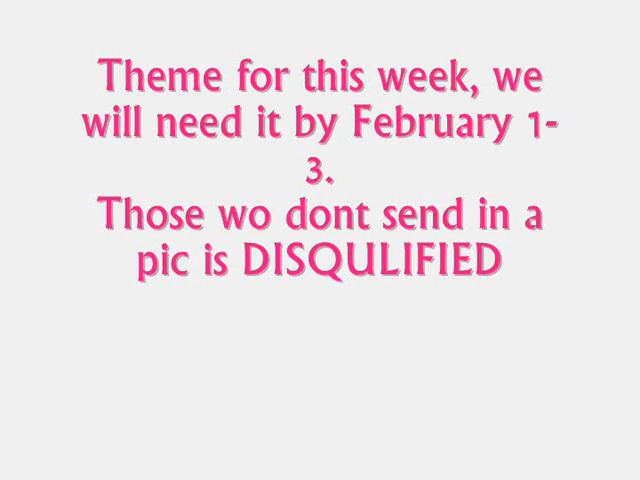 Theme for this week, we
will need it by February 1-
3.
Those wo dont send in a
pic is DISQULIFIED